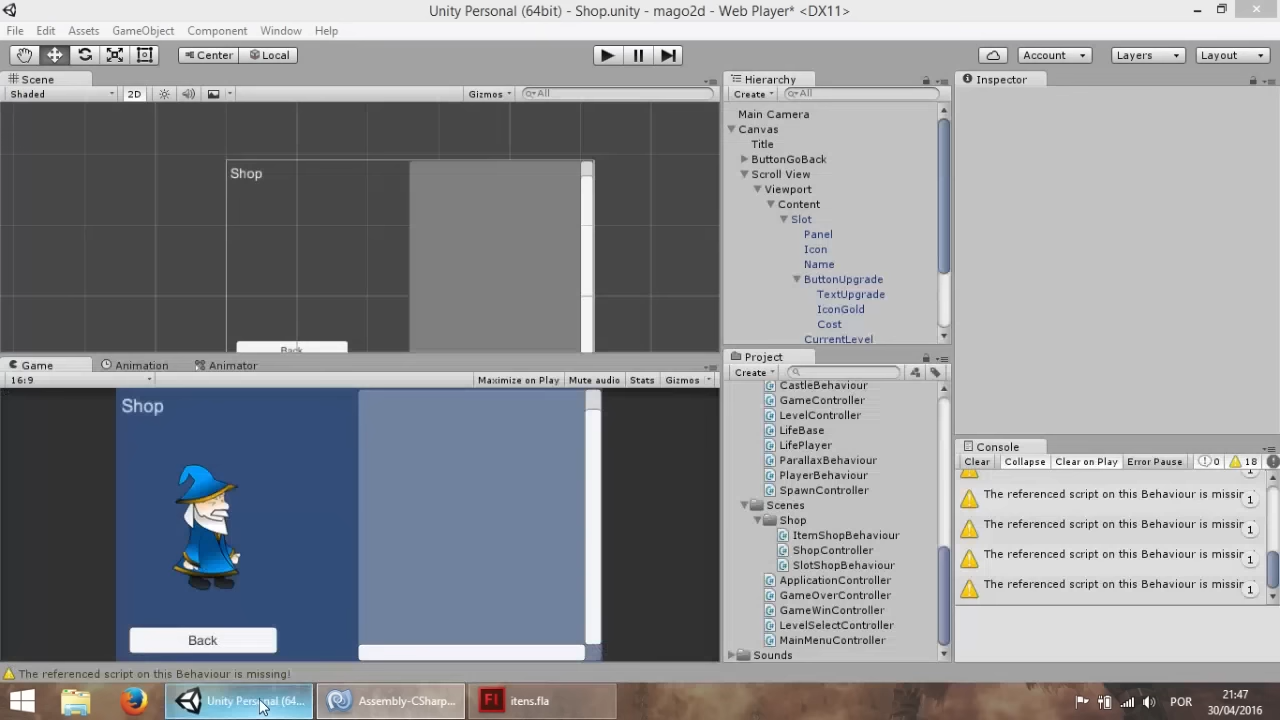 Unity Personal (64bit) - Shop.unity - mago2d - Web Player* <DX11>
File Edit Assets GameObject Component Window Help
Center Local Account Layers Layout
Scene
Shaded 2D Gizmos All
Shop
Back
Hierarchy
Create All
Main Camera
Canvas
Title
ButtonGoBack
Scroll View
Viewport
Content
Slot
Panel
Icon
Name
ButtonUpgrade
TextUpgrade
IconGold
Cost
CurrentLevel
Inspector
Game Animation Animator
16:9 Maximize on Play Mute audio Stats Gizmos
Shop
Back
Project
Create
CastleBehaviour
GameController
LevelController
LifeBase
LifePlayer
ParallaxBehaviour
PlayerBehaviour
SpawnController
Scenes
Shop
ItemShopBehaviour
ShopController
SlotShopBehaviour
ApplicationController
GameOverController
GameWinController
LevelSelectController
MainMenuController
Sounds
Console
Clear Collapse Clear on Play Error Pause 0 18
1
The referenced script on this Behaviour is missin 1
The referenced script on this Behaviour is missin 1
The referenced script on this Behaviour is missin 1
The referenced script on this Behaviour is missin 1
The referenced script on this Behaviour is missing!
Unity Personal (64... Assembly-CSharp... itens.fla POR 21:47
30/04/2016